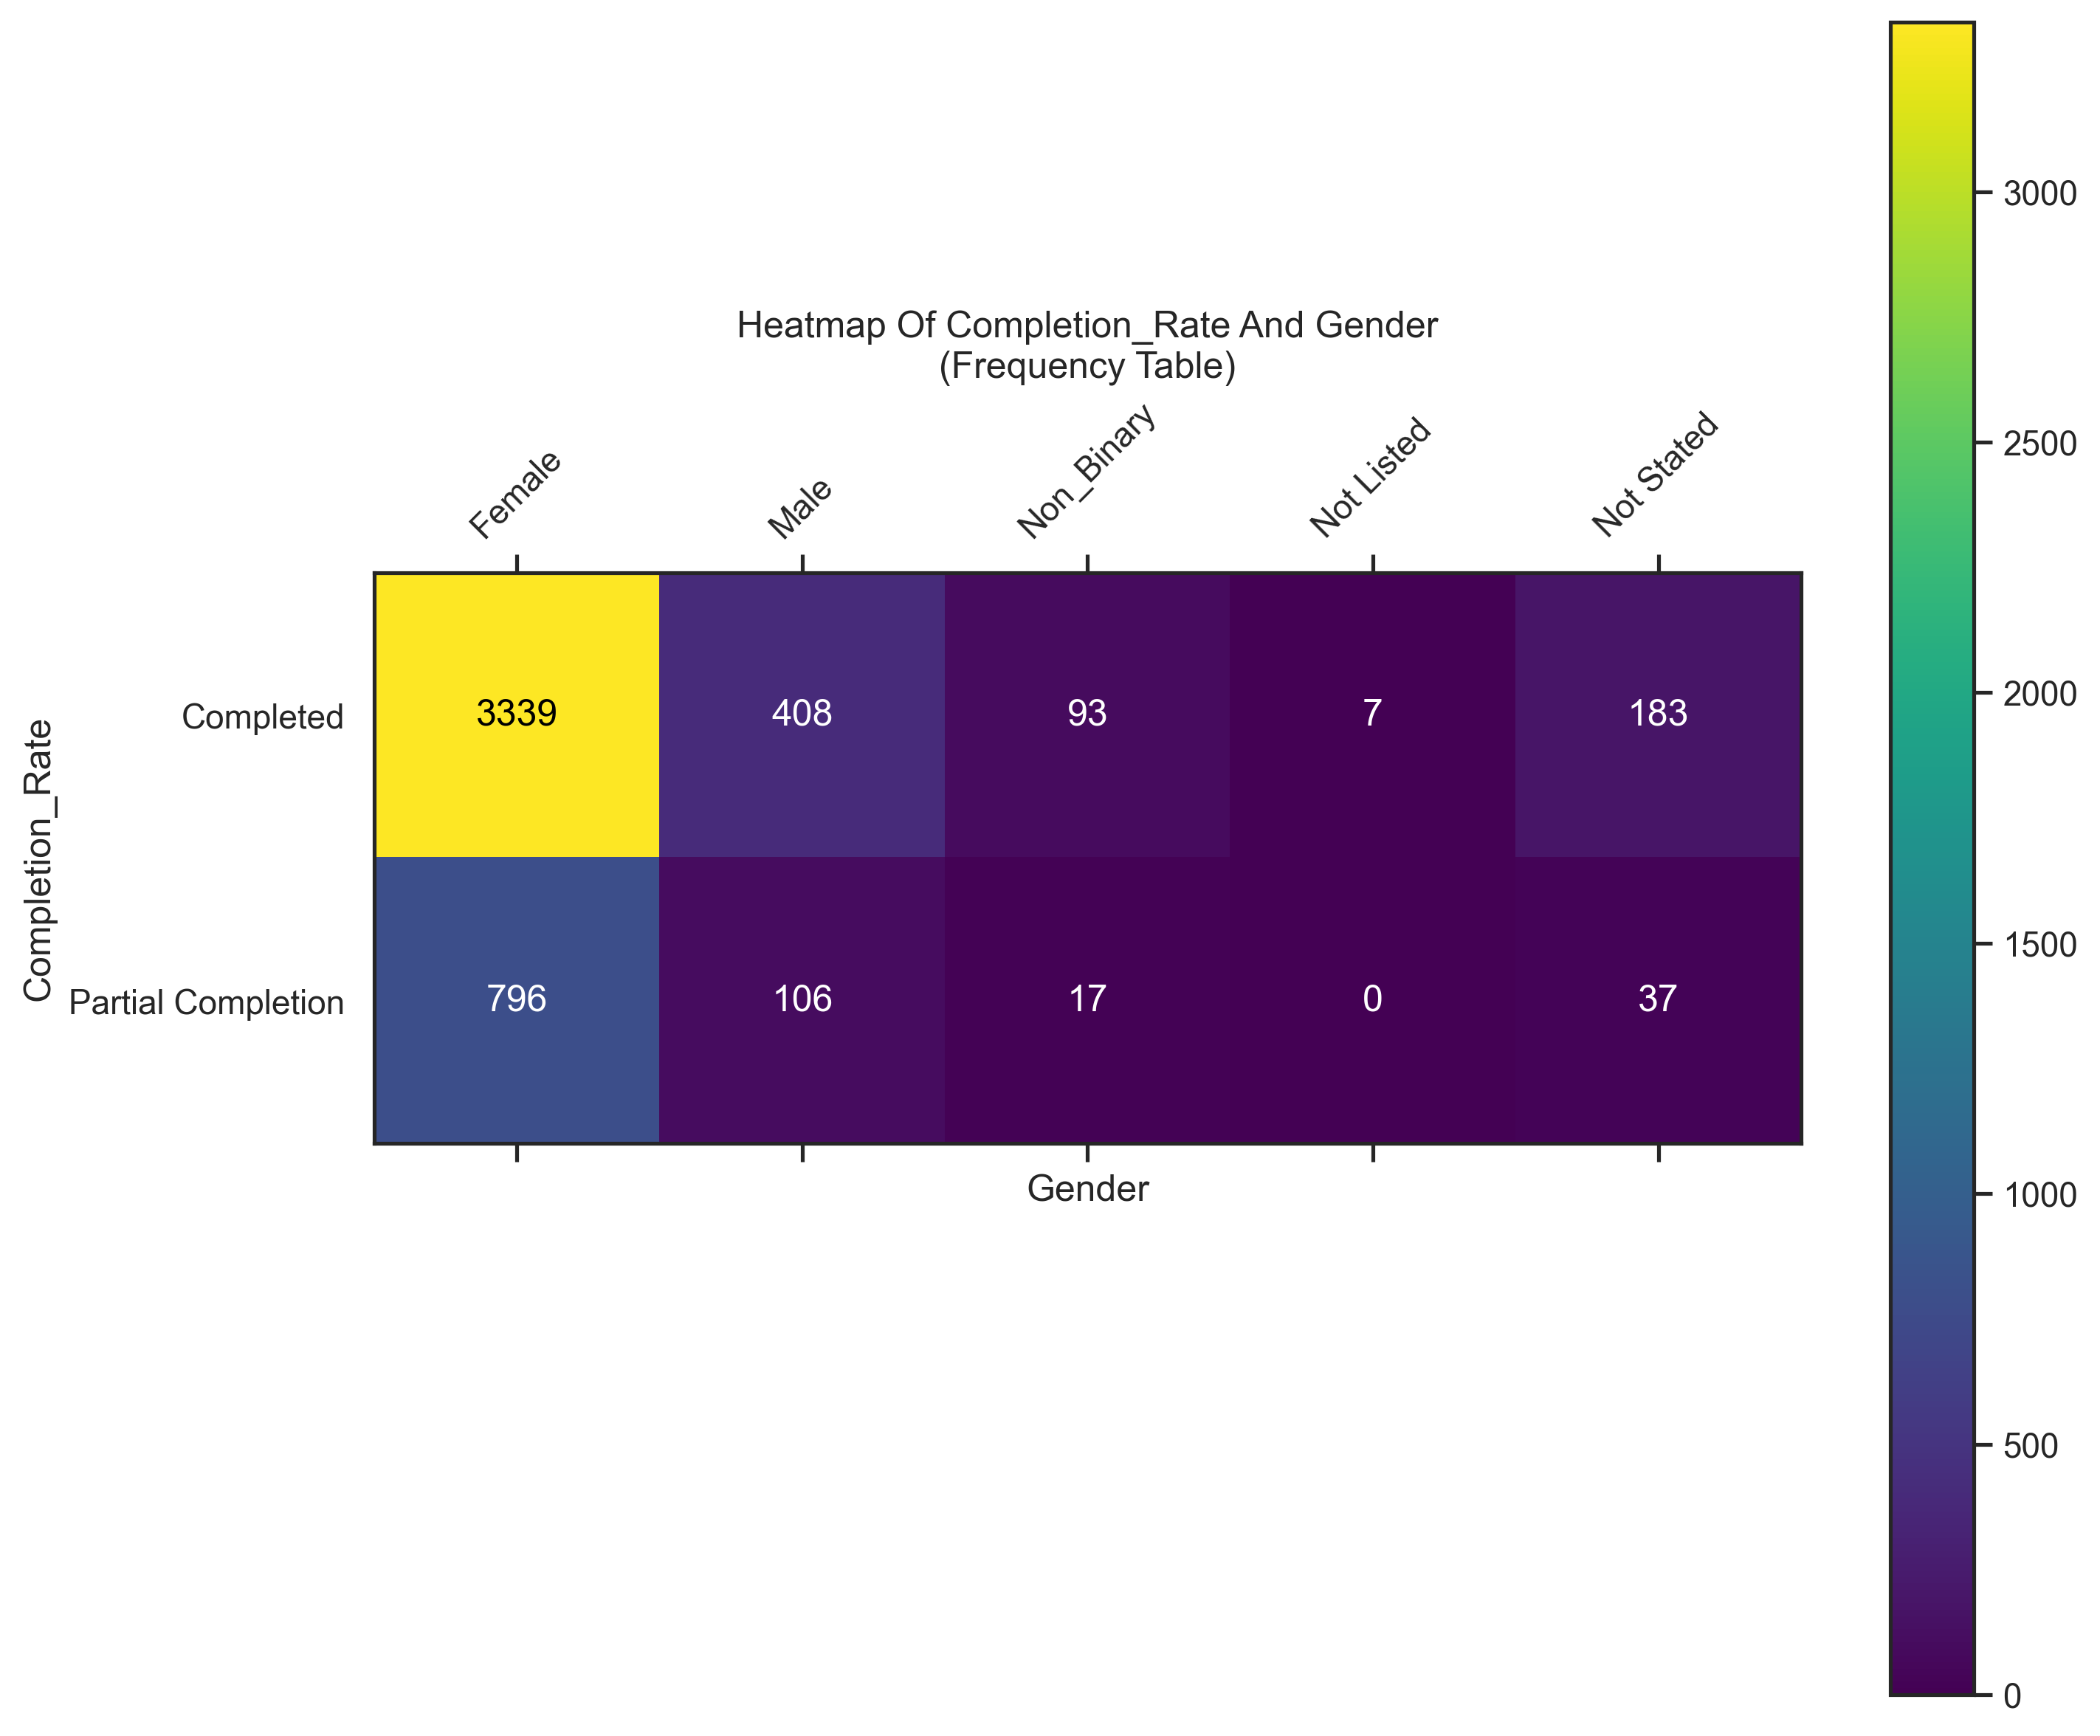 Heatmap Of Completion_Rate And Gender
(Frequency Table)
Female Male Non_Binary Not Listed Not Stated
Completion_Rate
Completed 3339 408 93 7 183
Partial Completion 796 106 17 0 37
Gender
3000
2500
2000
1500
1000
500
0